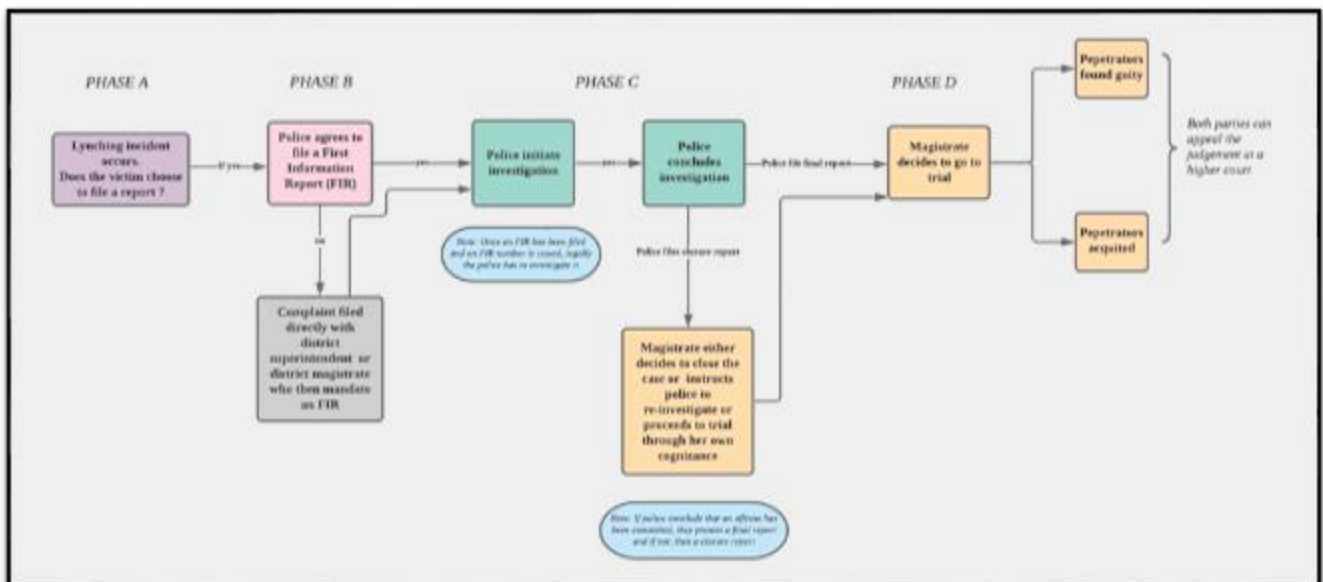 PHASE A
PHASE B
PHASE C
PHASE D
Lynching incident
occurs.
Does the victim choose
to file a report ?
If yes
Police agrees to
file a First
Information
Report (FIR)
yes
no
Complaint filed
directly with
district
superintendent or
district magistrate
who then mandate
an FIR
Police initiate
investigation
yes
Note: Once an FIR has been filed
and an FIR number is issued, legally
the police has to investigate it
Police
concludes
investigation
Police file final report
Police files closure report
Magistrate either
decides to close the
case or instructs
police to
re-investigate or
proceeds to trial
through her own
cognizance
Note: If police conclude that an offense has
been committed, they present a final report
and if not, then a closure report
Magistrate
decides to go to
trial
Pepetrators
found guity
Pepetrators
acquited
Both parties can
appeal the
judgement at a
higher court